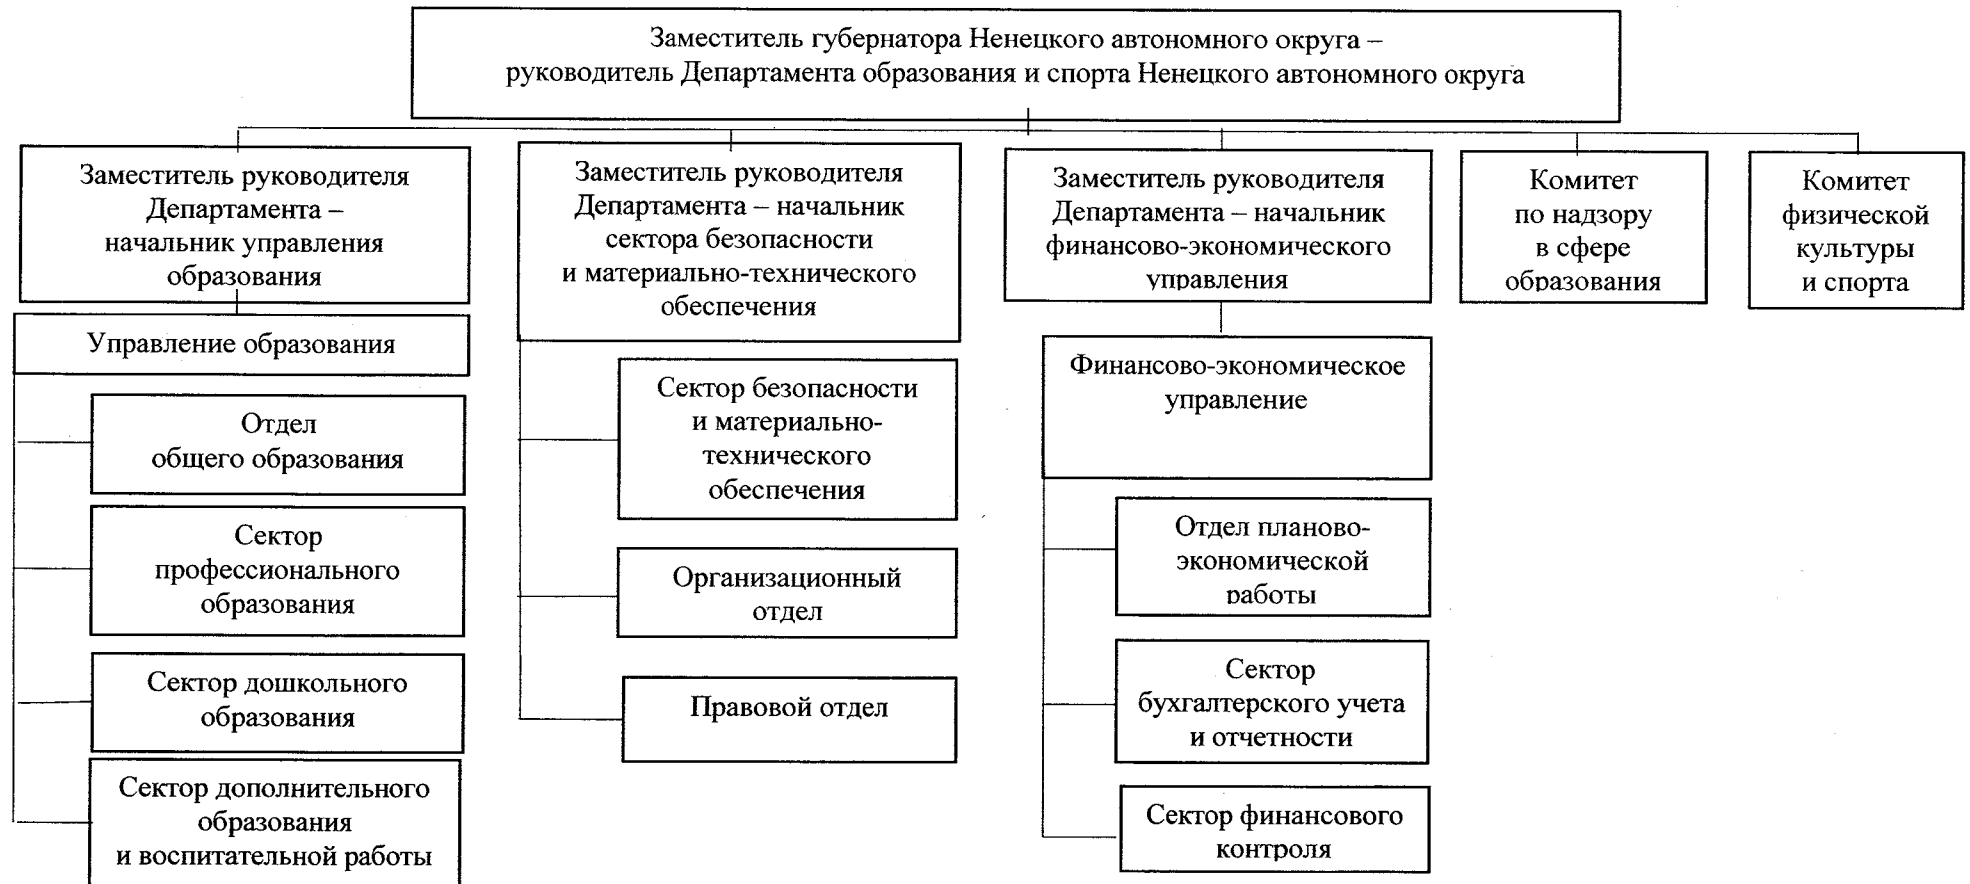 Заместитель губернатора Ненецкого автономного округа –
руководитель Департамента образования и спорта Ненецкого автономного округа
Заместитель руководителя
Департамента –
начальник управления
образования
Заместитель руководителя
Департамента – начальник
сектора безопасности
и материально-технического
обеспечения
Заместитель руководителя
Департамента – начальник
финансово-экономического
управления
Комитет
по надзору
в сфере
образования
Комитет
физической
культуры
и спорта
Управление образования
Отдел
общего образования
Сектор
профессионального
образования
Сектор дошкольного
образования
Сектор дополнительного
образования
и воспитательной работы
Сектор безопасности
и материально-
технического
обеспечения
Организационный
отдел
Правовой отдел
Финансово-экономическое
управление
Отдел планово-
экономической
работы
Сектор
бухгалтерского учета
и отчетности
Сектор финансового
контроля